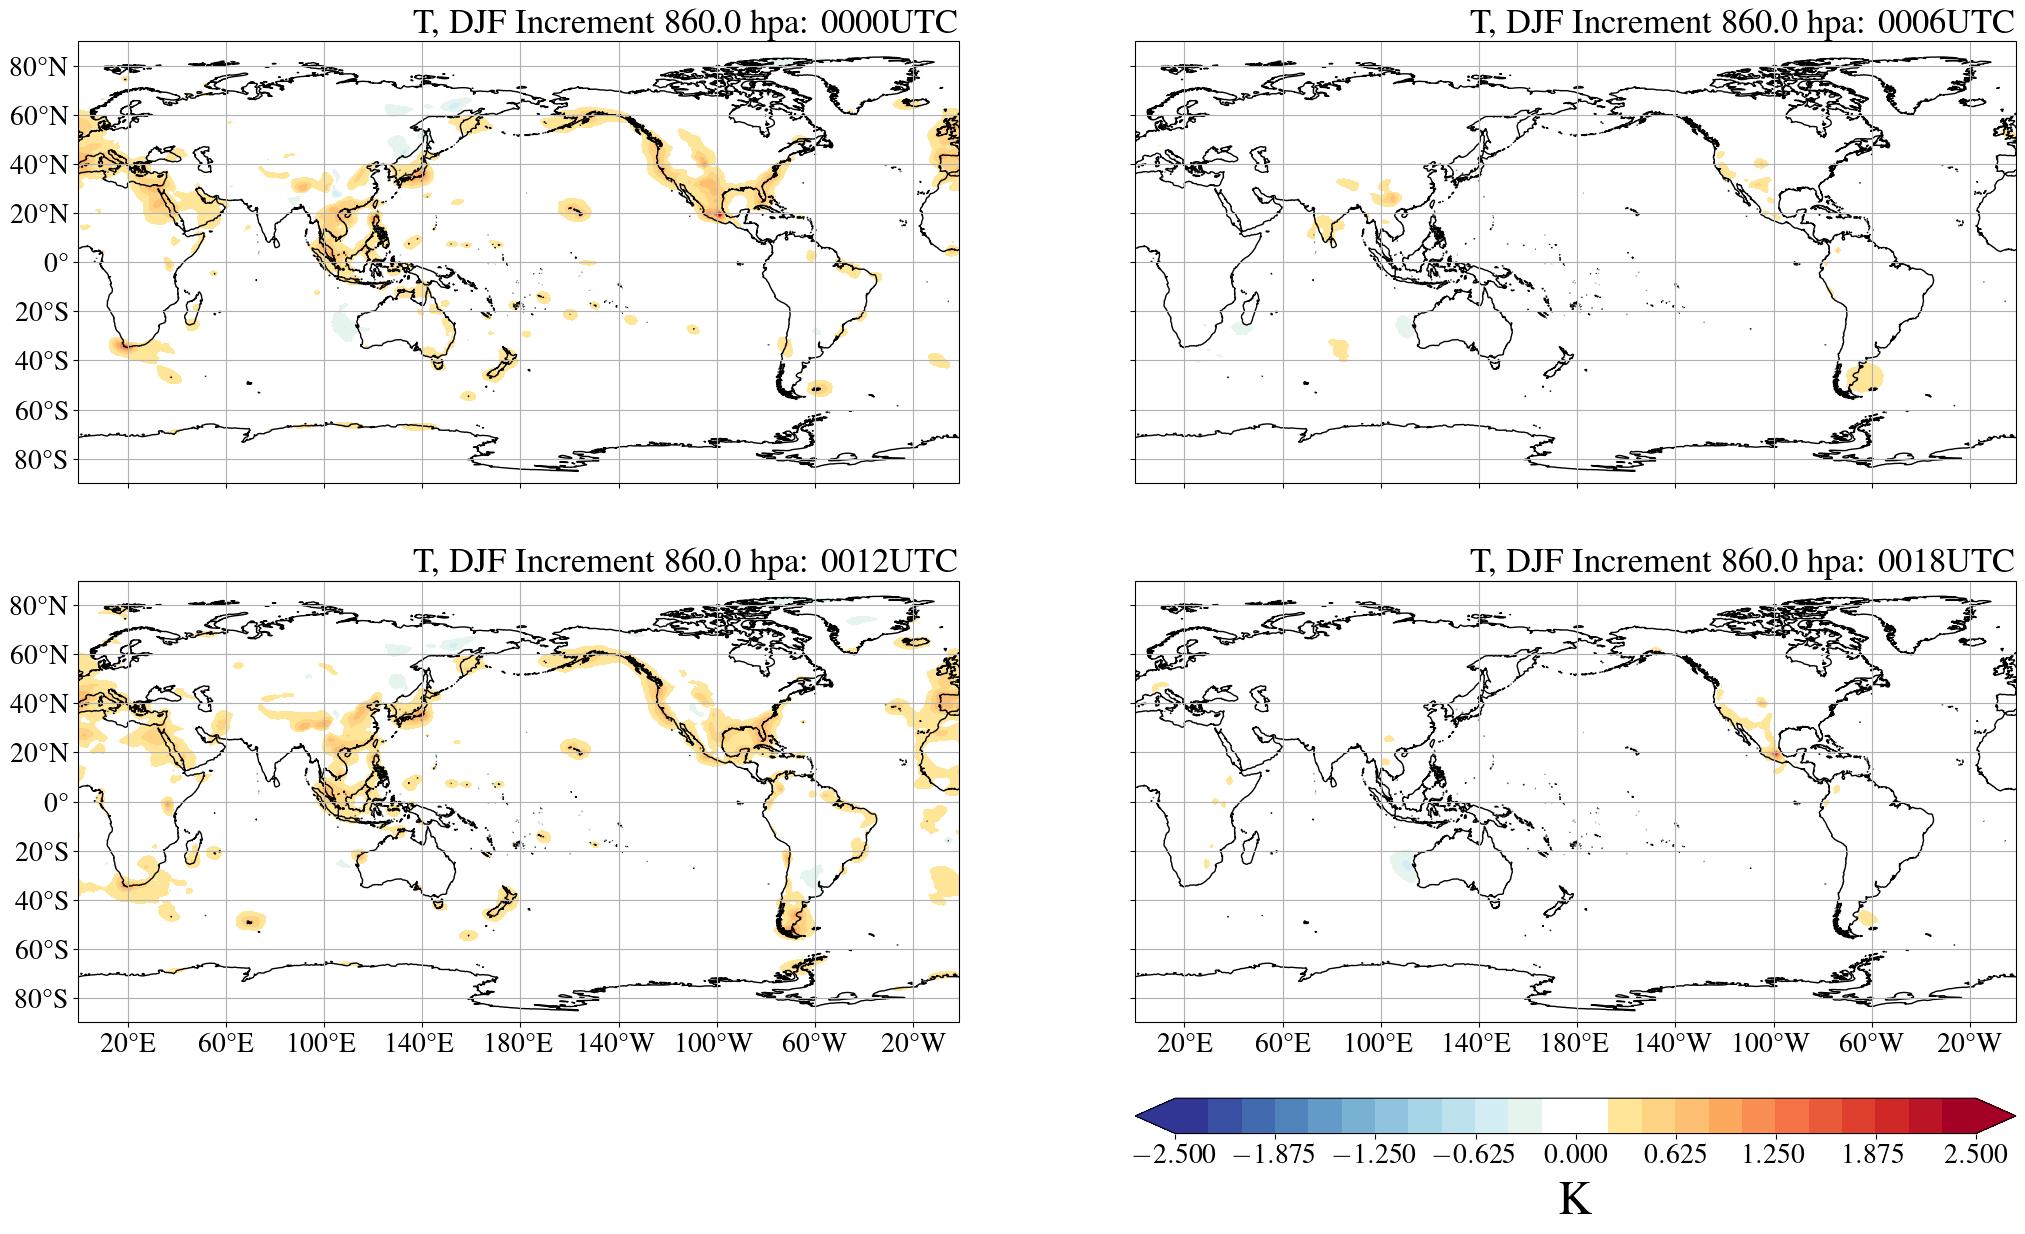 T, DJF Increment 860.0 hpa: 0000UTC
T, DJF Increment 860.0 hpa: 0006UTC
80°N
60°N
40°N
20°N
0°
20°S
40°S
60°S
80°S
T, DJF Increment 860.0 hpa: 0012UTC
T, DJF Increment 860.0 hpa: 0018UTC
80°N
60°N
40°N
20°N
0°
20°S
40°S
60°S
80°S
20°E 60°E 100°E 140°E 180°E 140°W 100°W 60°W 20°W
20°E 60°E 100°E 140°E 180°E 140°W 100°W 60°W 20°W
−2.500 −1.875 −1.250 −0.625 0.000 0.625 1.250 1.875 2.500
K